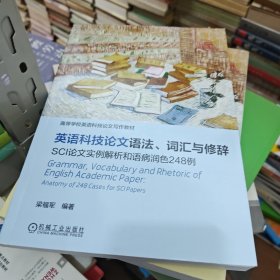 高等学校英语科技论文写作教材
英语科技论文语法、词汇与修辞
SCI论文实例解析和语病润色248例
Grammar, Vocabulary and Rhetoric of
English Academic Paper:
Anatomy of 248 Cases for SCI Papers
梁福军 编著
机械工业出版社